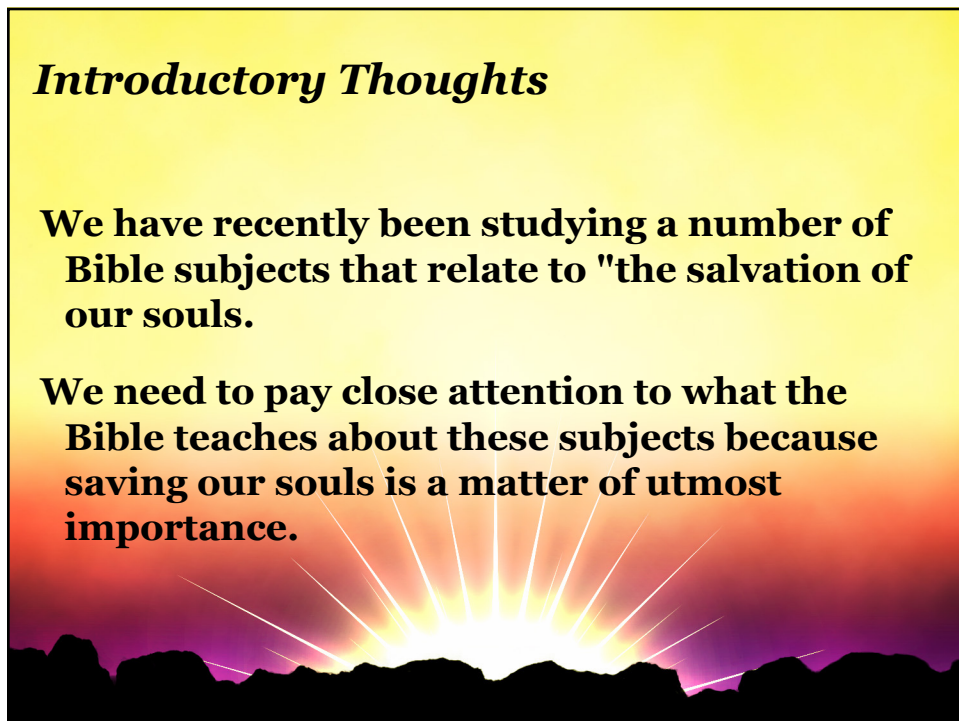 Introductory Thoughts
We have recently been studying a number of
Bible subjects that relate to "the salvation of
our souls.
We need to pay close attention to what the
Bible teaches about these subjects because
saving our souls is a matter of utmost
importance.